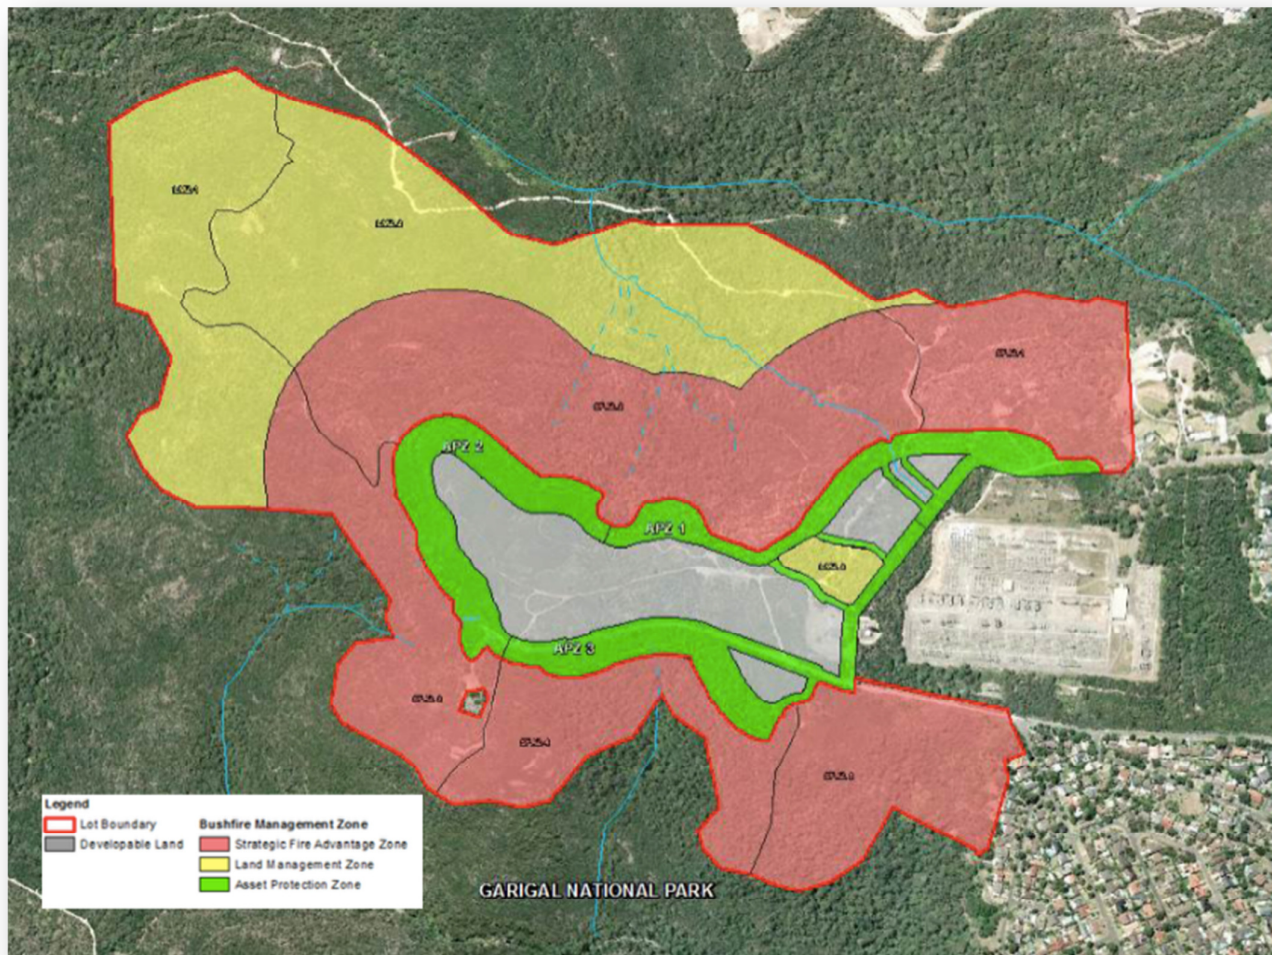 APZ 2
APZ 1
APZ 3
GARIGAL NATIONAL PARK
Legend
Lot Boundary
Developable Land
Bushfire Management Zone
Strategic Fire Advantage Zone
Land Management Zone
Asset Protection Zone